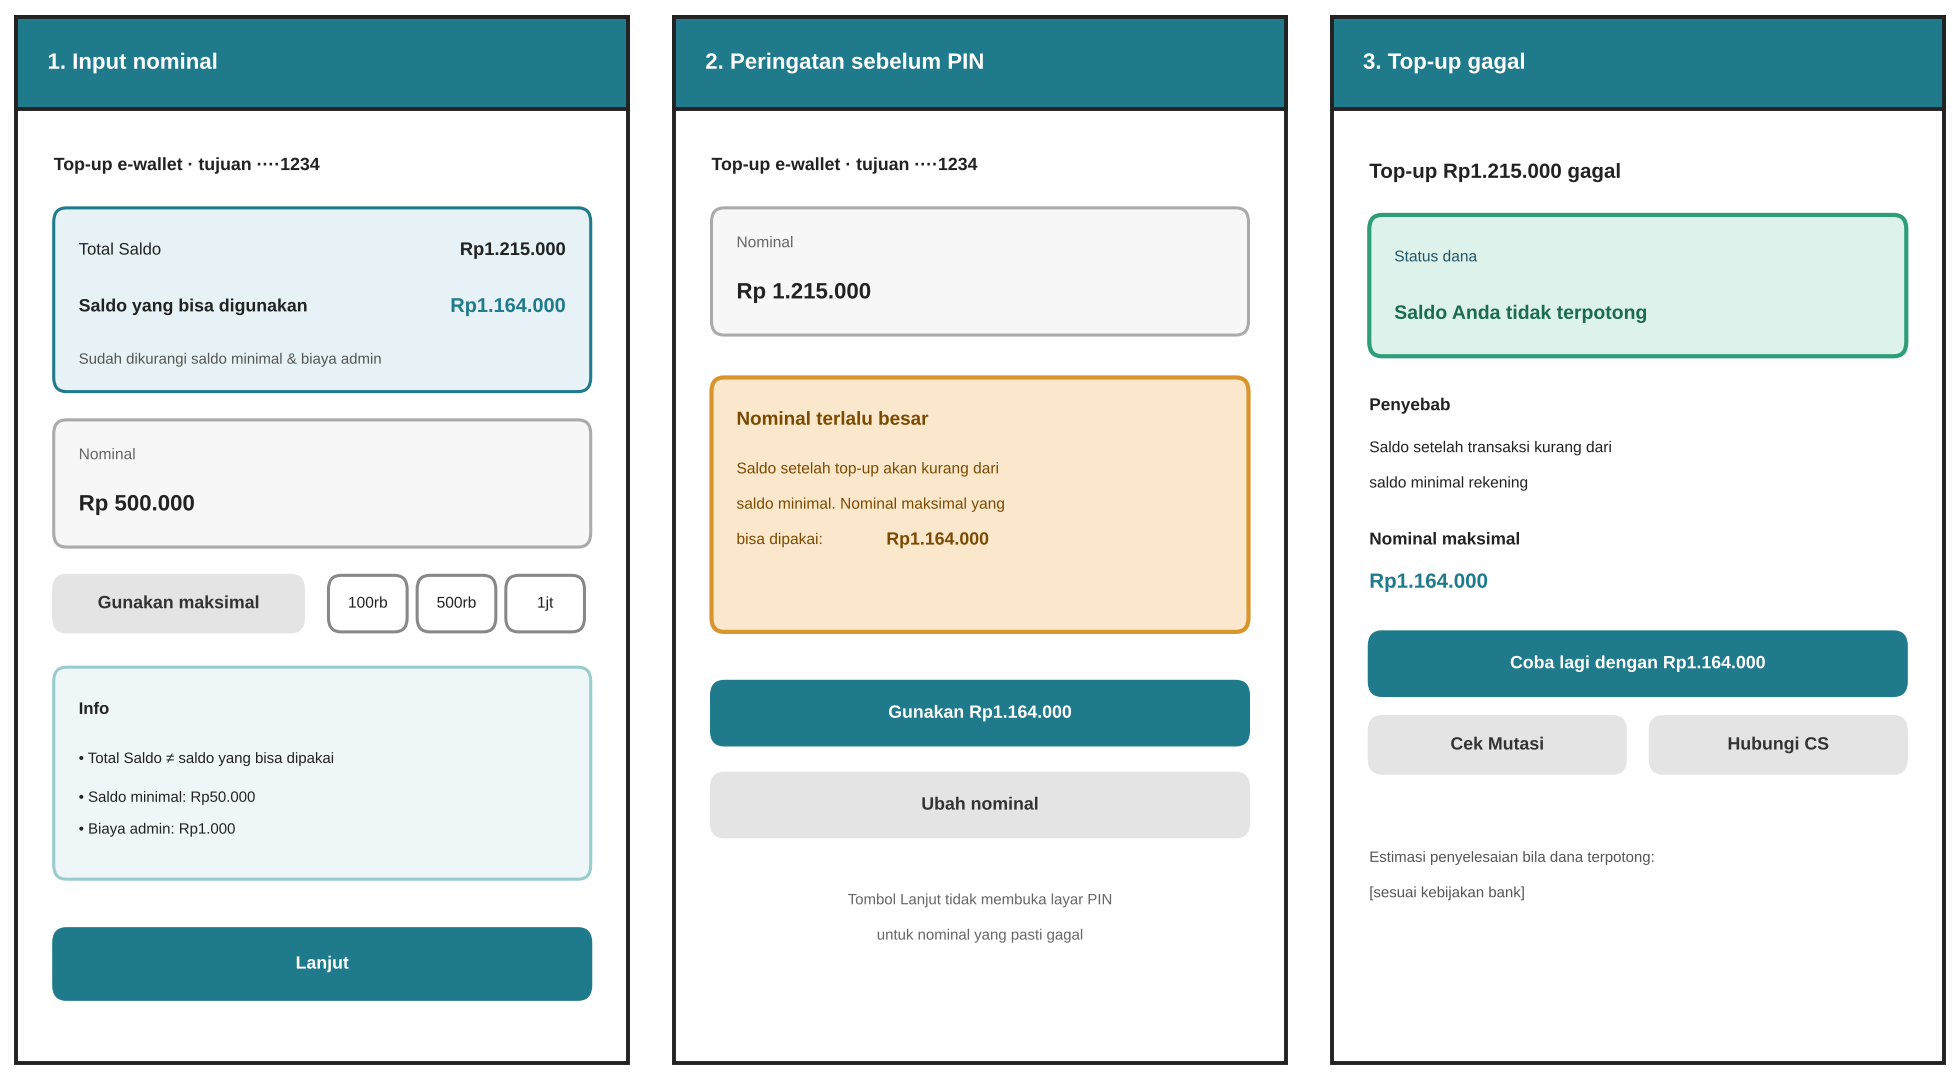 1. Input nominal
Top-up e-wallet · tujuan ····1234
Total Saldo Rp1.215.000
Saldo yang bisa digunakan Rp1.164.000
Sudah dikurangi saldo minimal & biaya admin
Nominal
Rp 500.000
Gunakan maksimal 100rb 500rb 1jt
Info
• Total Saldo ≠ saldo yang bisa dipakai
• Saldo minimal: Rp50.000
• Biaya admin: Rp1.000
Lanjut
2. Peringatan sebelum PIN
Top-up e-wallet · tujuan ····1234
Nominal
Rp 1.215.000
Nominal terlalu besar
Saldo setelah top-up akan kurang dari
saldo minimal. Nominal maksimal yang
bisa dipakai: Rp1.164.000
Gunakan Rp1.164.000
Ubah nominal
Tombol Lanjut tidak membuka layar PIN
untuk nominal yang pasti gagal
3. Top-up gagal
Top-up Rp1.215.000 gagal
Status dana
Saldo Anda tidak terpotong
Penyebab
Saldo setelah transaksi kurang dari
saldo minimal rekening
Nominal maksimal
Rp1.164.000
Coba lagi dengan Rp1.164.000
Cek Mutasi Hubungi CS
Estimasi penyelesaian bila dana terpotong:
[sesuai kebijakan bank]